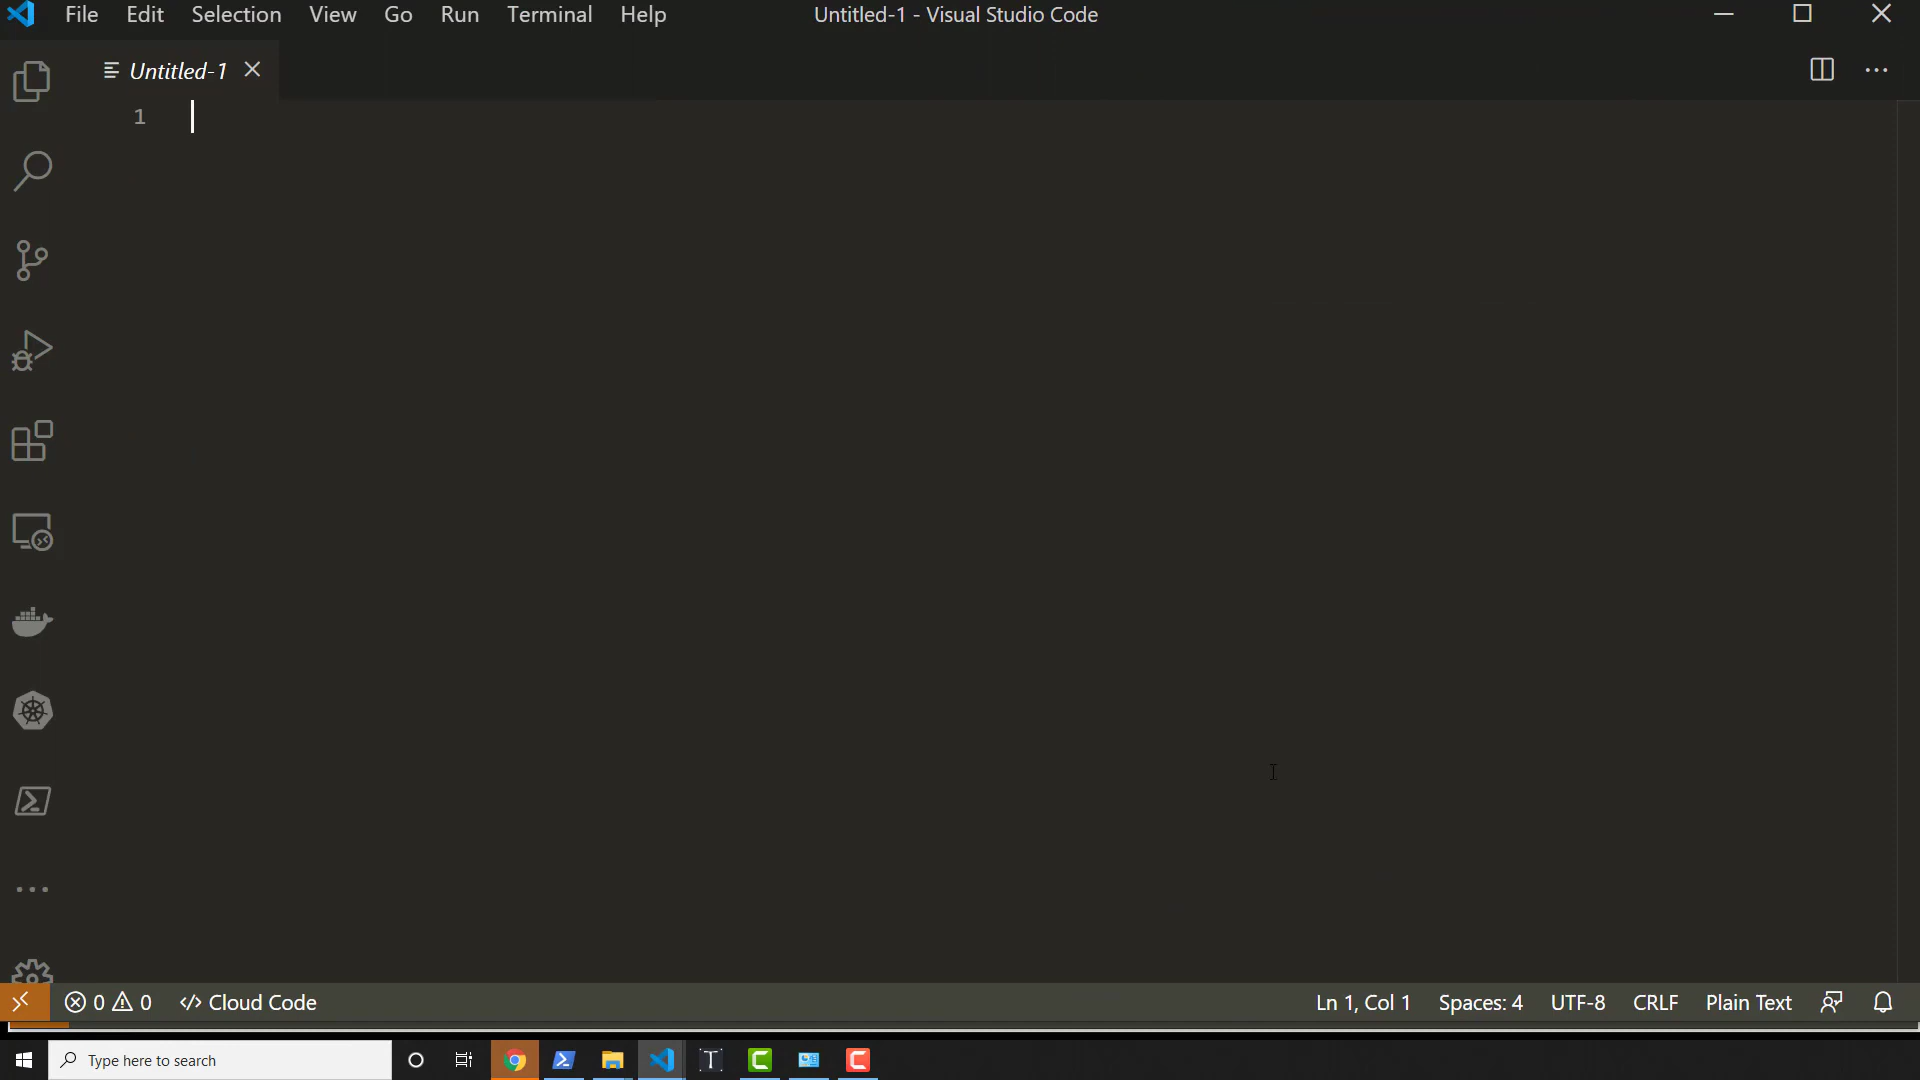 File Edit Selection View Go Run Terminal Help
Untitled-1 - Visual Studio Code
Untitled-1
1
0 0 Cloud Code
Ln 1, Col 1 Spaces: 4 UTF-8 CRLF Plain Text
Type here to search